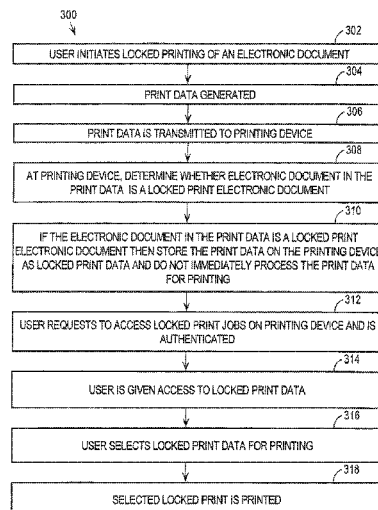 300
302
USER INITIATES LOCKED PRINTING OF AN ELECTRONIC DOCUMENT
304
PRINT DATA GENERATED
306
PRINT DATA IS TRANSMITTED TO PRINTING DEVICE
308
AT PRINTING DEVICE, DETERMINE WHETHER ELECTRONIC DOCUMENT IN THE
PRINT DATA IS A LOCKED PRINT ELECTRONIC DOCUMENT
310
IF THE ELECTRONIC DOCUMENT IN THE PRINT DATA IS A LOCKED PRINT
ELECTRONIC DOCUMENT THEN STORE THE PRINT DATA ON THE PRINTING DEVICE
AS LOCKED PRINT DATA AND DO NOT IMMEDIATELY PROCESS THE PRINT DATA
FOR PRINTING
312
USER REQUESTS TO ACCESS LOCKED PRINT JOBS ON PRINTING DEVICE AND IS
AUTHENTICATED
314
USER IS GIVEN ACCESS TO LOCKED PRINT DATA
316
USER SELECTS LOCKED PRINT DATA FOR PRINTING
318
SELECTED LOCKED PRINT IS PRINTED